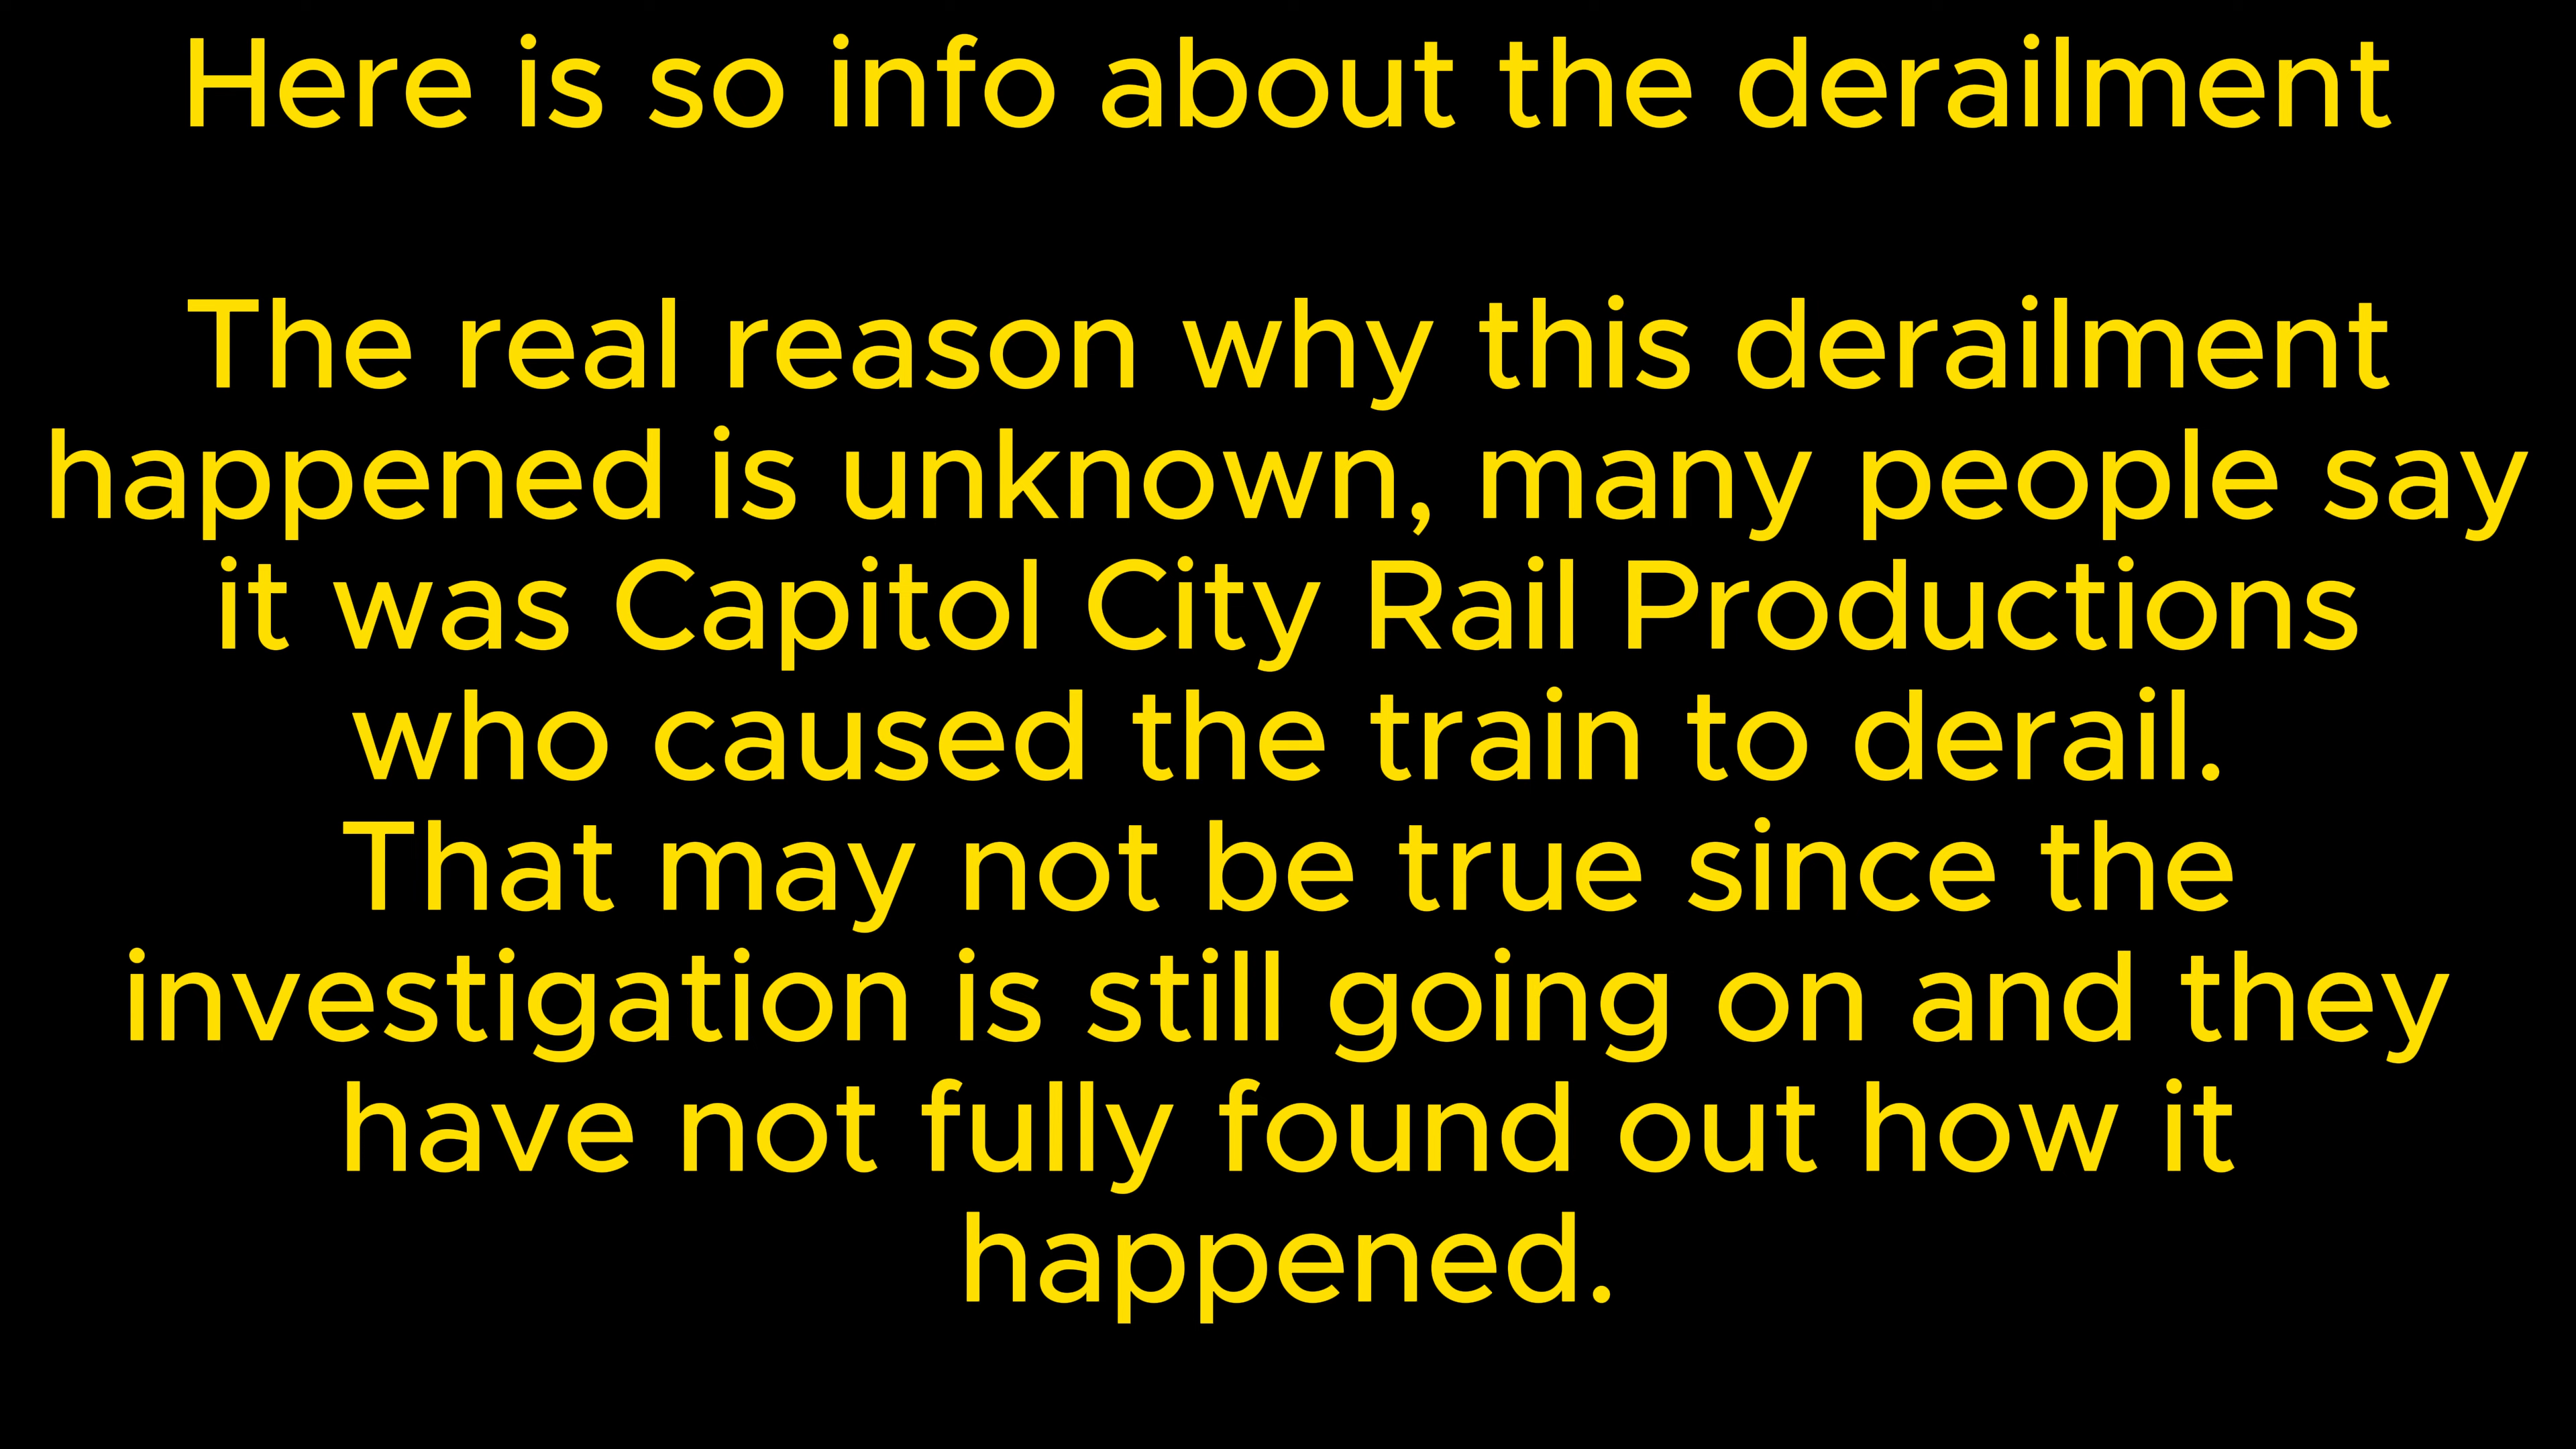 Here is so info about the derailment
The real reason why this derailment
happened is unknown, many people say
it was Capitol City Rail Productions
who caused the train to derail.
That may not be true since the
investigation is still going on and they
have not fully found out how it
happened.